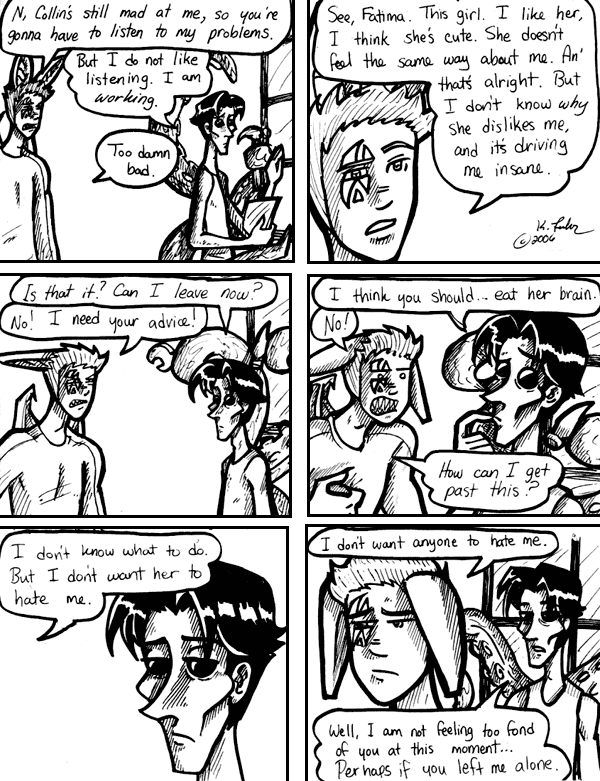 N, Collin's still mad at me, so you're
gonna have to listen to my problems.
But I do not like
listening. I am
working.
Too damn
bad.
See, Fatima. This girl. I like her,
I think she's cute. She doesn't
feel the same way about me. An'
that's alright. But
I don't know why
she dislikes me,
and it's driving
me insane.
©2006
Is that it? Can I leave now?
No! I need your advice!
I think you should... eat her brain.
No!
How can I get
past this?
I don't know what to do.
But I don't want her to
hate me.
I don't want anyone to hate me.
Well, I am not feeling too fond
of you at this moment...
Perhaps if you left me alone.